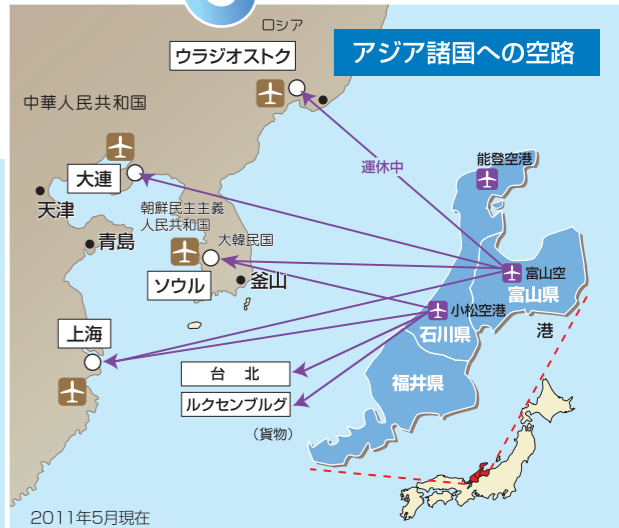 アジア諸国への空路
ロシア
ウラジオストク
中華人民共和国
大連
天津
朝鮮民主主義
人民共和国
大韓民国
青島
ソウル
釜山
上海
運休中
能登空港
富山空
港
富山県
小松空港
石川県
福井県
台 北
ルクセンブルグ
(貨物)
2011年5月現在